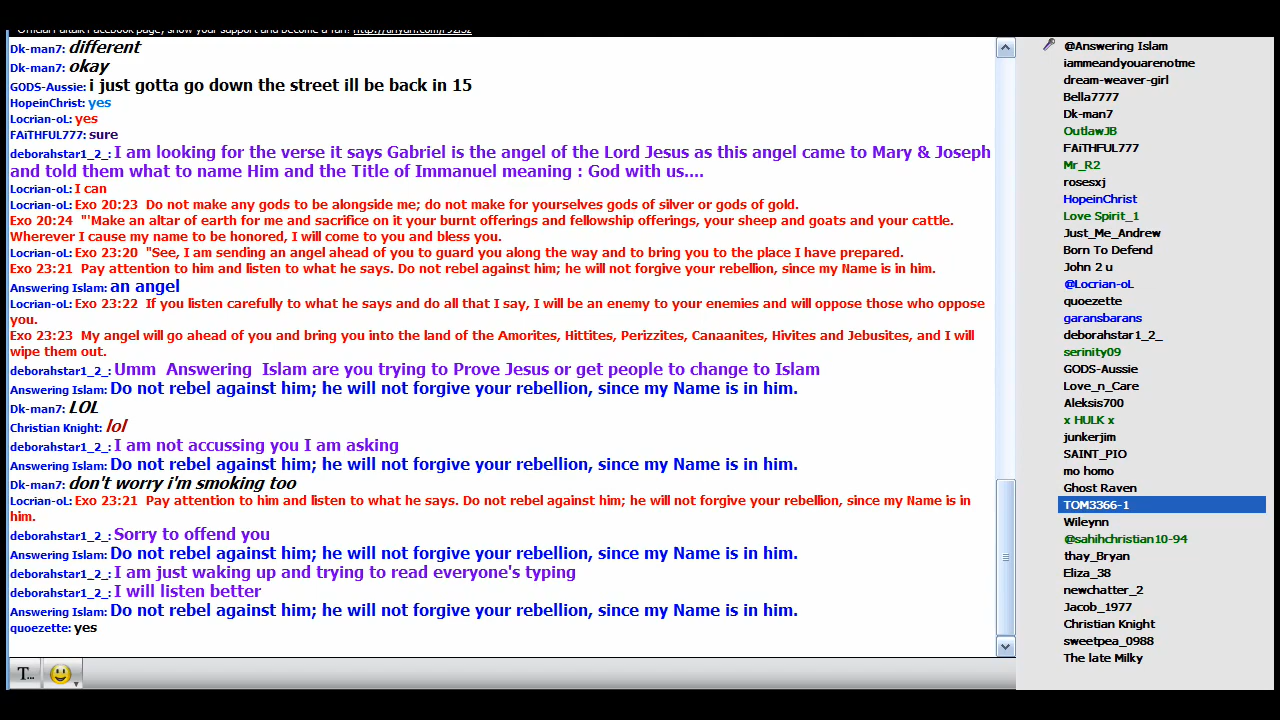 Official Paltalk Facebook page, show your support and become a fan!
Dk-man7: different
Dk-man7: okay
GODS-Aussie: i just gotta go down the street ill be back in 15
HopeinChrist: yes
Locrian-oL: yes
FAiTHFUL777: sure
deborahstar1_2_: I am looking for the verse it says Gabriel is the angel of the Lord Jesus as this angel came to Mary & Joseph
and told them what to name Him and the Title of Immanuel meaning : God with us....
Locrian-oL: I can
Locrian-oL: Exo 20:23 Do not make any gods to be alongside me; do not make for yourselves gods of silver or gods of gold.
Exo 20:24 "'Make an altar of earth for me and sacrifice on it your burnt offerings and fellowship offerings, your sheep and goats and your cattle.
Wherever I cause my name to be honored, I will come to you and bless you.
Locrian-oL: Exo 23:20 "See, I am sending an angel ahead of you to guard you along the way and to bring you to the place I have prepared.
Exo 23:21 Pay attention to him and listen to what he says. Do not rebel against him; he will not forgive your rebellion, since my Name is in him.
Answering Islam: an angel
Locrian-oL: Exo 23:22 If you listen carefully to what he says and do all that I say, I will be an enemy to your enemies and will oppose those who oppose
you.
Exo 23:23 My angel will go ahead of you and bring you into the land of the Amorites, Hittites, Perizzites, Canaanites, Hivites and Jebusites, and I will
wipe them out.
deborahstar1_2_: Umm Answering Islam are you trying to Prove Jesus or get people to change to Islam
Answering Islam: Do not rebel against him; he will not forgive your rebellion, since my Name is in him.
Dk-man7: LOL
Christian Knight: lol
deborahstar1_2_: I am not accussing you I am asking
Answering Islam: Do not rebel against him; he will not forgive your rebellion, since my Name is in him.
Dk-man7: don't worry i'm smoking too
Locrian-oL: Exo 23:21 Pay attention to him and listen to what he says. Do not rebel against him; he will not forgive your rebellion, since my Name is in
him.
deborahstar1_2_: Sorry to offend you
Answering Islam: Do not rebel against him; he will not forgive your rebellion, since my Name is in him.
deborahstar1_2_: I am just waking up and trying to read everyone's typing
deborahstar1_2_: I will listen better
Answering Islam: Do not rebel against him; he will not forgive your rebellion, since my Name is in him.
quoezette: yes
T...
@Answering Islam
iammeandyouarenotme
dream-weaver-girl
Bella7777
Dk-man7
OutlawJB
FAiTHFUL777
Mr_R2
rosesxj
HopeinChrist
Love Spirit_1
Just_Me_Andrew
Born To Defend
John 2 u
@Locrian-oL
quoezette
garansbarans
deborahstar1_2_
serinity09
GODS-Aussie
Love_n_Care
Aleksis700
x HULK x
junkerjim
SAINT_PIO
mo homo
Ghost Raven
TOM3366-1
Wileynn
@sahihchristian10-94
thay_Bryan
Eliza_38
newchatter_2
Jacob_1977
Christian Knight
sweetpea_0988
The late Milky